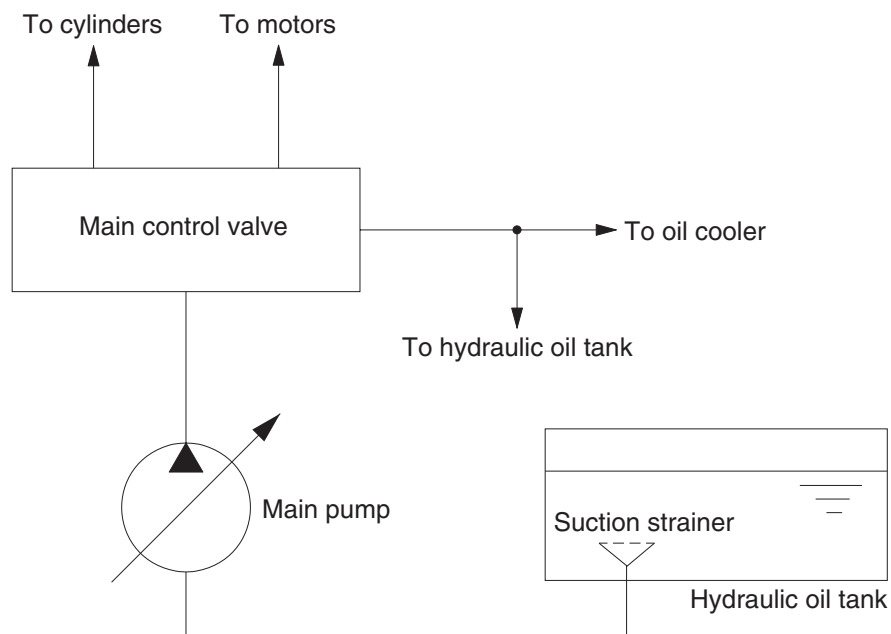 To cylinders
To motors
Main control valve
To oil cooler
To hydraulic oil tank
Main pump
Suction strainer
Hydraulic oil tank